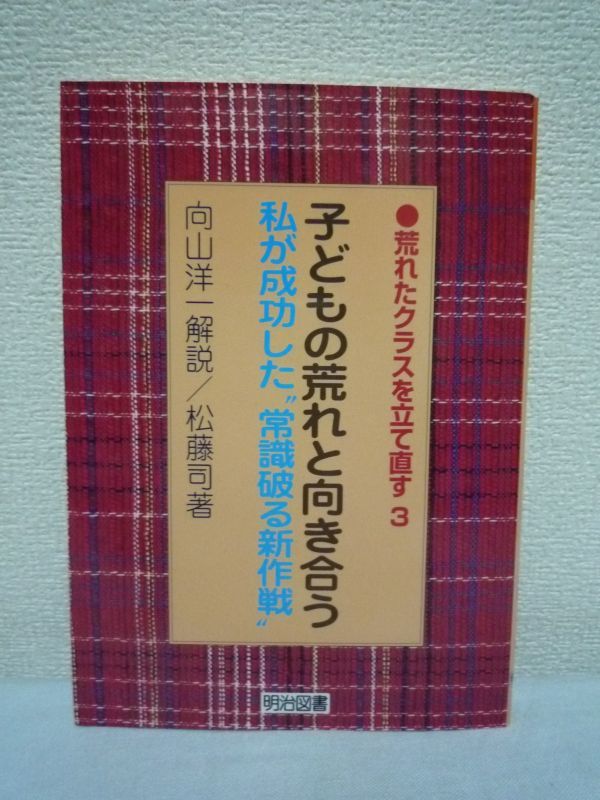 ●荒れたクラスを立て直す 3
子どもの荒れと向き合う
私が成功した〝常識破る新作戦〟
向山洋一解説／松藤司著
明治図書